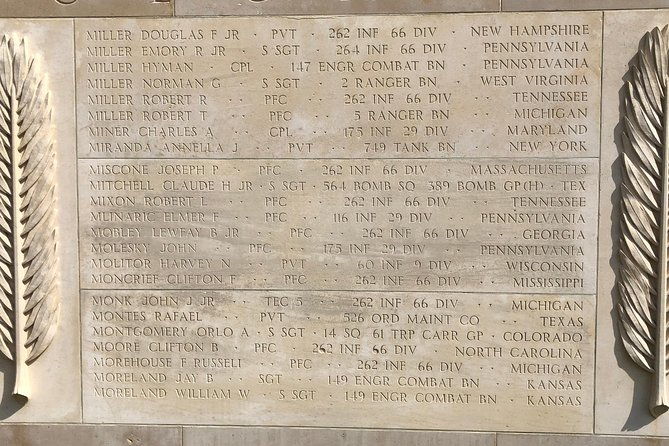 MILLER DOUGLAS F JR · PVT · 262 INF 66 DIV · NEW HAMPSHIRE
MILLER EMORY R JR · S SGT · 264 INF 66 DIV · PENNSYLVANIA
MILLER HYMAN · CPL · 147 ENGR COMBAT BN · PENNSYLVANIA
MILLER NORMAN G · S SGT · 2 RANGER BN · WEST VIRGINIA
MILLER ROBERT R · PFC · 262 INF 66 DIV · TENNESSEE
MILLER ROBERT T · PFC · 5 RANGER BN · MICHIGAN
MINER CHARLES A · CPL · 175 INF 29 DIV · MARYLAND
MIRANDA ANNELLA J · PVT · 749 TANK BN · NEW YORK
MISCONE JOSEPH P · PFC · 262 INF 66 DIV · MASSACHUSETTS
MITCHELL CLAUDE H JR · S SGT · 564 BOMB SQ 389 BOMB GP(H) · TEX
MIXON ROBERT L · PFC · 262 INF 66 DIV · TENNESSEE
MLINARIC ELMER F · PFC · 116 INF 29 DIV · PENNSYLVANIA
MOBLEY LEWFAY B JR · PFC · 262 INF 66 DIV · GEORGIA
MOLESKY JOHN · PFC · 175 INF 29 DIV · PENNSYLVANIA
MOLITOR HARVEY N · PVT · 60 INF 9 DIV · WISCONSIN
MONCRIEF CLIFTON F · PFC · 262 INF 66 DIV · MISSISSIPPI
MONK JOHN J JR · TEC 5 · 262 INF 66 DIV · MICHIGAN
MONTES RAFAEL · PVT · 526 ORD MAINT CO · TEXAS
MONTGOMERY ORLO A · S SGT · 14 SQ 61 TRP CARR GP · COLORADO
MOORE CLIFTON B · PFC · 262 INF 66 DIV · NORTH CAROLINA
MOREHOUSE F RUSSELL · PFC · 262 INF 66 DIV · MICHIGAN
MORELAND JAY B · SGT · 149 ENGR COMBAT BN · KANSAS
MORELAND WILLIAM W · S SGT · 149 ENGR COMBAT BN · KANSAS